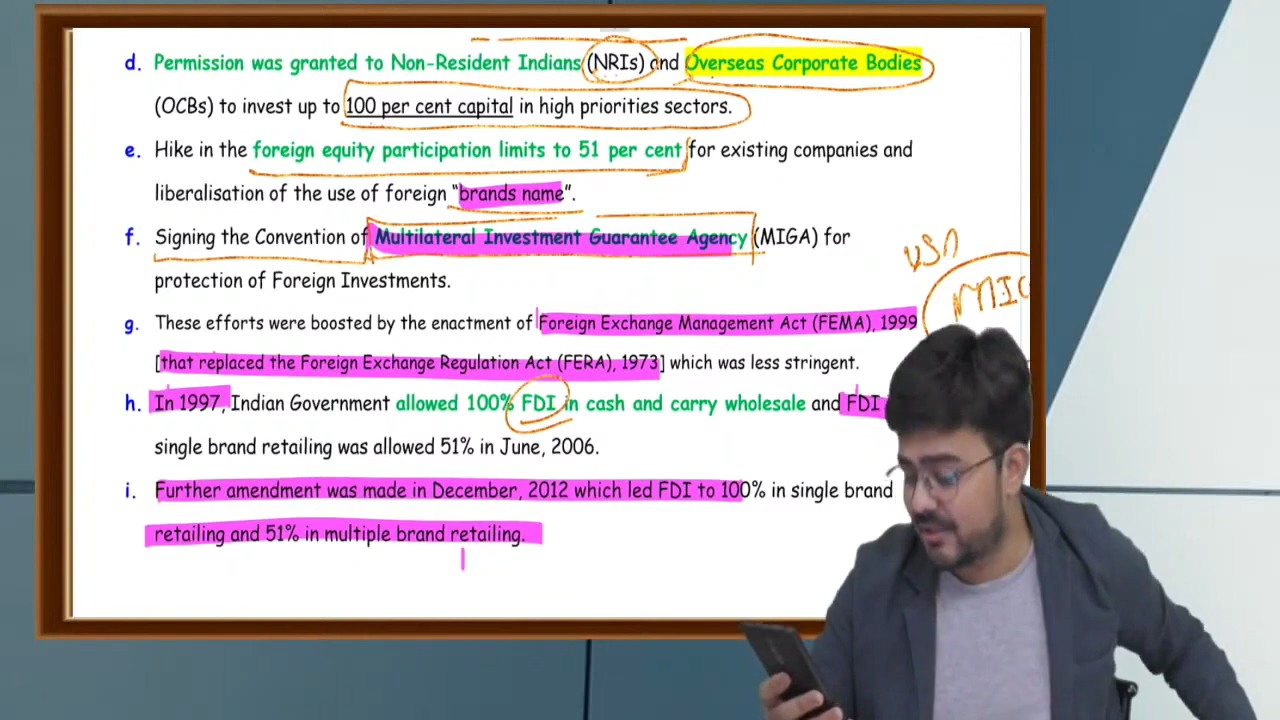 d. Permission was granted to Non-Resident Indians (NRIs) and Overseas Corporate Bodies
(OCBs) to invest up to 100 per cent capital in high priorities sectors.
e. Hike in the foreign equity participation limits to 51 per cent for existing companies and
liberalisation of the use of foreign “brands name”.
f. Signing the Convention of Multilateral Investment Guarantee Agency (MIGA) for
protection of Foreign Investments.
USA
MIG
g. These efforts were boosted by the enactment of Foreign Exchange Management Act (FEMA), 1999
[that replaced the Foreign Exchange Regulation Act (FERA), 1973] which was less stringent.
h. In 1997, Indian Government allowed 100% FDI in cash and carry wholesale and FDI
single brand retailing was allowed 51% in June, 2006.
i. Further amendment was made in December, 2012 which led FDI to 100% in single brand
retailing and 51% in multiple brand retailing.